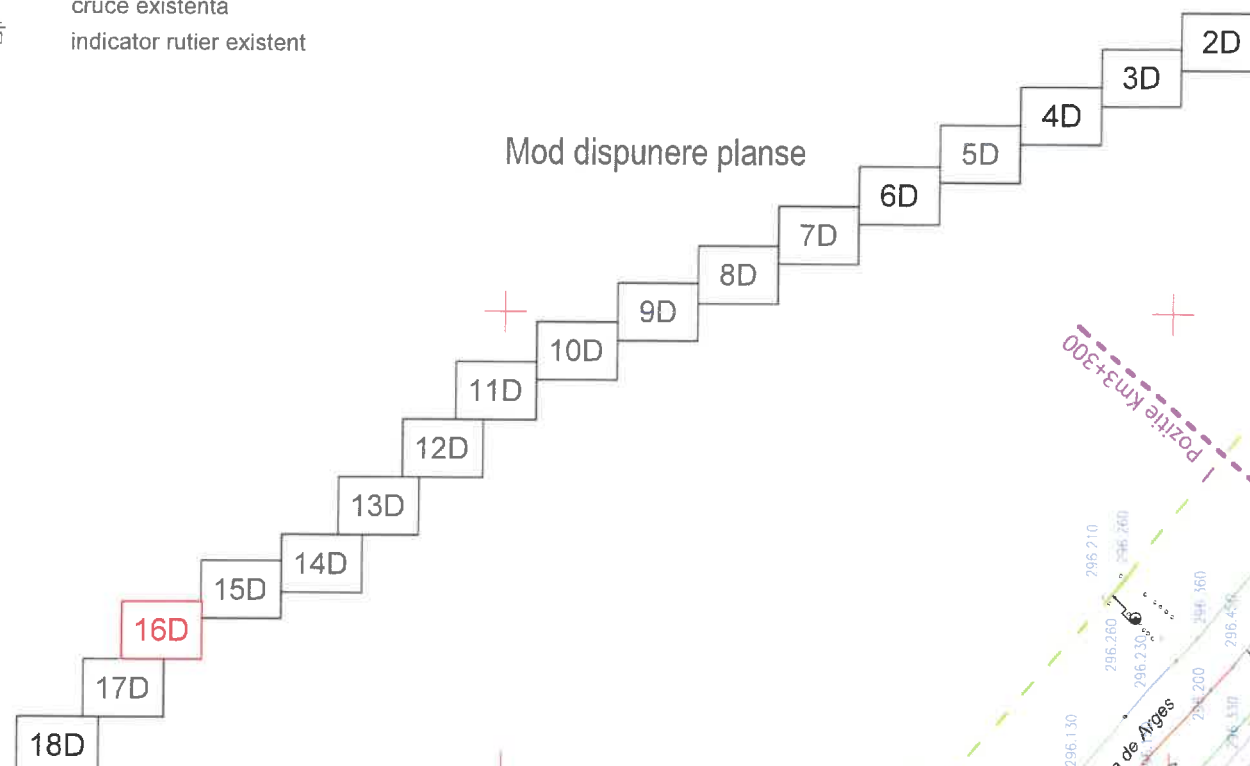 cruce existenta
indicator rutier existent
2D
3D
4D
Mod dispunere planse
5D
6D
7D
8D
9D
10D
Pozitie Km3+300
11D
12D
13D
296.210
296.260
14D
15D
296.360
16D
296.260
296.230
296.450
17D
296.200
de Arges
296.130
296.330
18D